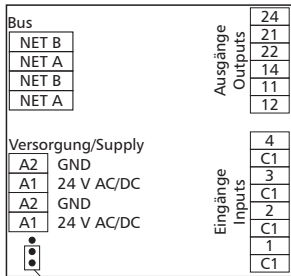 Bus
NET B
NET A
NET B
NET A
Versorgung/Supply
A2 GND
A1 24 V AC/DC
A2 GND
A1 24 V AC/DC
Ausgänge
Outputs
24
21
22
14
11
12
Eingänge
Inputs
4
C1
3
C1
2
C1
1
C1